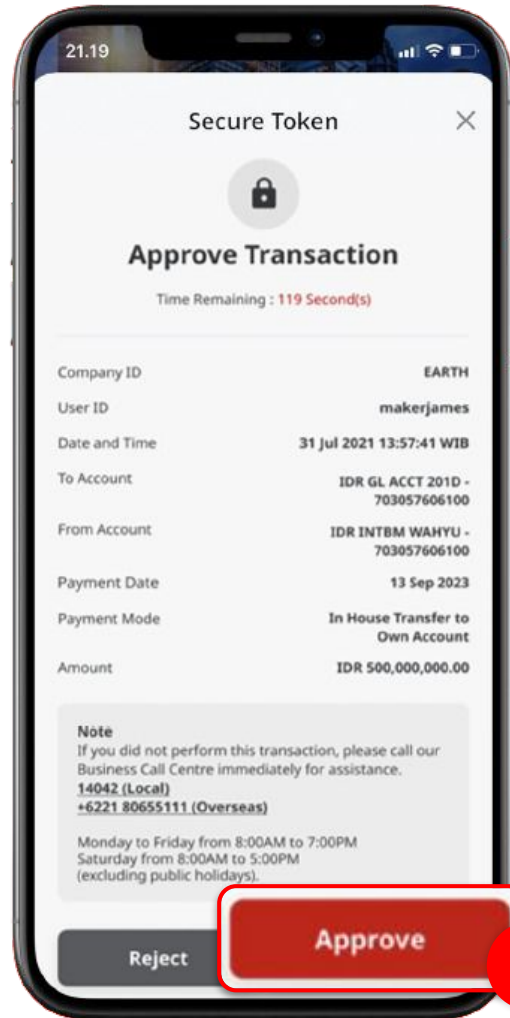 21.19
Secure Token
Approve Transaction
Time Remaining : 119 Second(s)
Company ID EARTH
User ID makerjames
Date and Time 31 Jul 2021 13:57:41 WIB
To Account IDR GL ACCT 201D -
703057606100
From Account IDR INTBM WAHYU -
703057606100
Payment Date 13 Sep 2023
Payment Mode In House Transfer to
Own Account
Amount IDR 500,000,000.00
Note
If you did not perform this transaction, please call our
Business Call Centre immediately for assistance.
14042 (Local)
+6221 80655111 (Overseas)
Monday to Friday from 8:00AM to 7:00PM
Saturday from 8:00AM to 5:00PM
(excluding public holidays).
Reject Approve